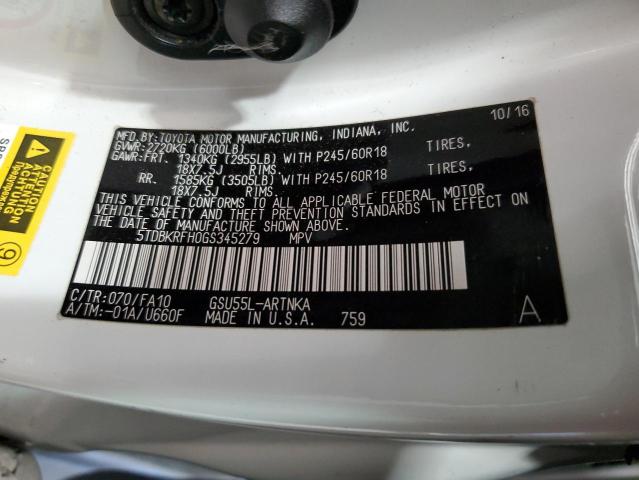 MFD.BY:TOYOTA MOTOR MANUFACTURING, INDIANA, INC. 10/16
GVWR:2720KG (6000LB)
GAWR:FRT. 1340KG (2955LB) WITH P245/60R18 TIRES,
18X7.5J RIMS.
RR. 1585KG (3505LB) WITH P245/60R18 TIRES,
18X7.5J RIMS.
THIS VEHICLE CONFORMS TO ALL APPLICABLE FEDERAL MOTOR
VEHICLE SAFETY AND THEFT PREVENTION STANDARDS IN EFFECT ON
THE DATE OF MANUFACTURE SHOWN ABOVE.
5TDBKRFH0GS345279 MPV
C/TR:070/FA10 GSU55L-ARTNKA
A/TM:-01A/U660F MADE IN U.S.A. 759 A
CAUTION
ATTENTION
9